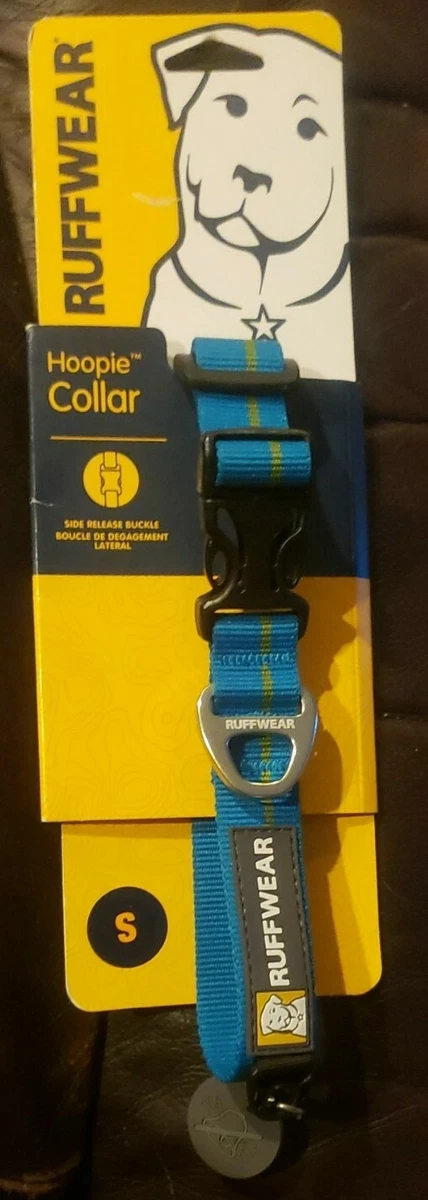 RUFFWEAR
Hoopie™
Collar
SIDE RELEASE BUCKLE
BOUCLE DE DEGAGEMENT
LATERAL
RUFFWEAR
RUFFWEAR
S